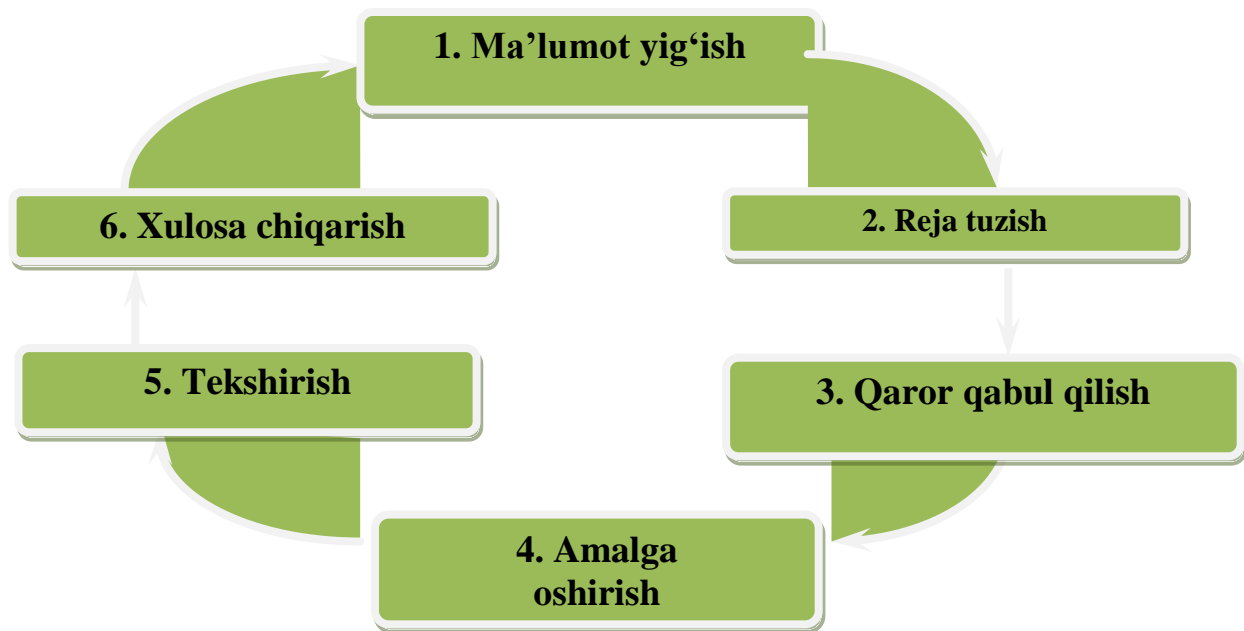 1. Ma’lumot yig‘ish
2. Reja tuzish
3. Qaror qabul qilish
4. Amalga
oshirish
5. Tekshirish
6. Xulosa chiqarish